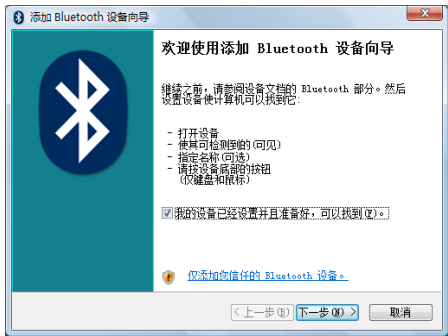 添加 Bluetooth 设备向导
欢迎使用添加 Bluetooth 设备向导
继续之前，请参阅设备文档的 Bluetooth 部分。然后
设置设备使计算机可以找到它:
- 打开设备
- 使其可检测到的(可见)
- 指定名称(可选)
- 请按设备底部的按钮
(仅键盘和鼠标)
我的设备已经设置并且准备好，可以找到(E)。
仅添加您信任的 Bluetooth 设备。
< 上一步(B)
下一步(N) >
取消